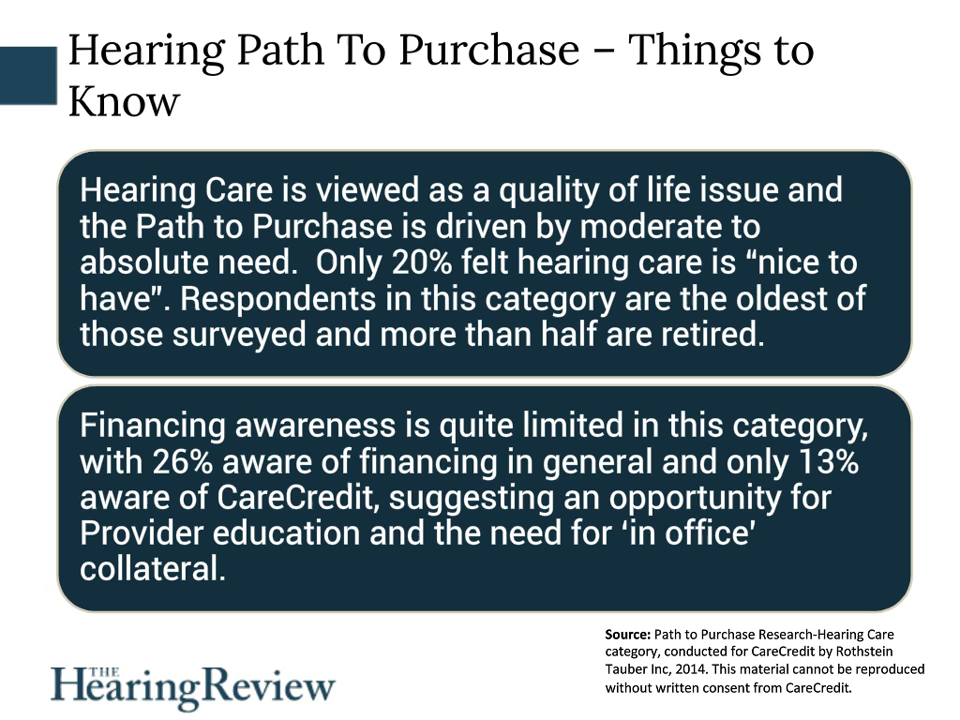 Hearing Path To Purchase – Things to
Know
Hearing Care is viewed as a quality of life issue and
the Path to Purchase is driven by moderate to
absolute need.  Only 20% felt hearing care is “nice to
have”. Respondents in this category are the oldest of
those surveyed and more than half are retired.
Financing awareness is quite limited in this category,
with 26% aware of financing in general and only 13%
aware of CareCredit, suggesting an opportunity for
Provider education and the need for ‘in office’
collateral.
Source: Path to Purchase Research-Hearing Care
category, conducted for CareCredit by Rothstein
Tauber Inc, 2014. This material cannot be reproduced
without written consent from CareCredit.
THE HearingReview